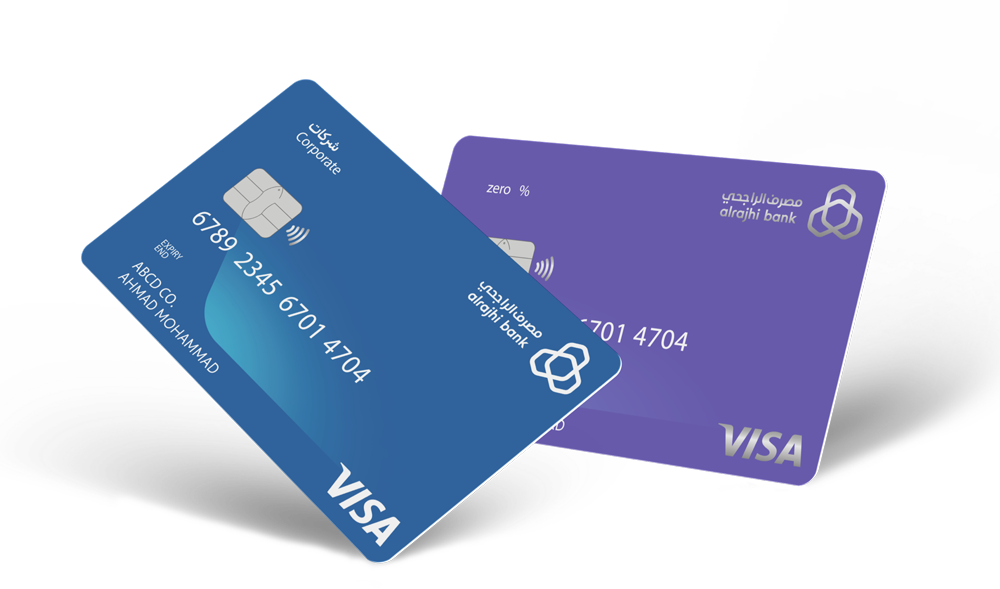 شركات
Corporate
6789 2345 6701 4704
EXPIRY
END
ABCD CO.
AHMAD MOHAMMAD
مصرف الراجحي
alrajhi bank
VISA
zero %
مصرف الراجحي
alrajhi bank
6701 4704
VISA